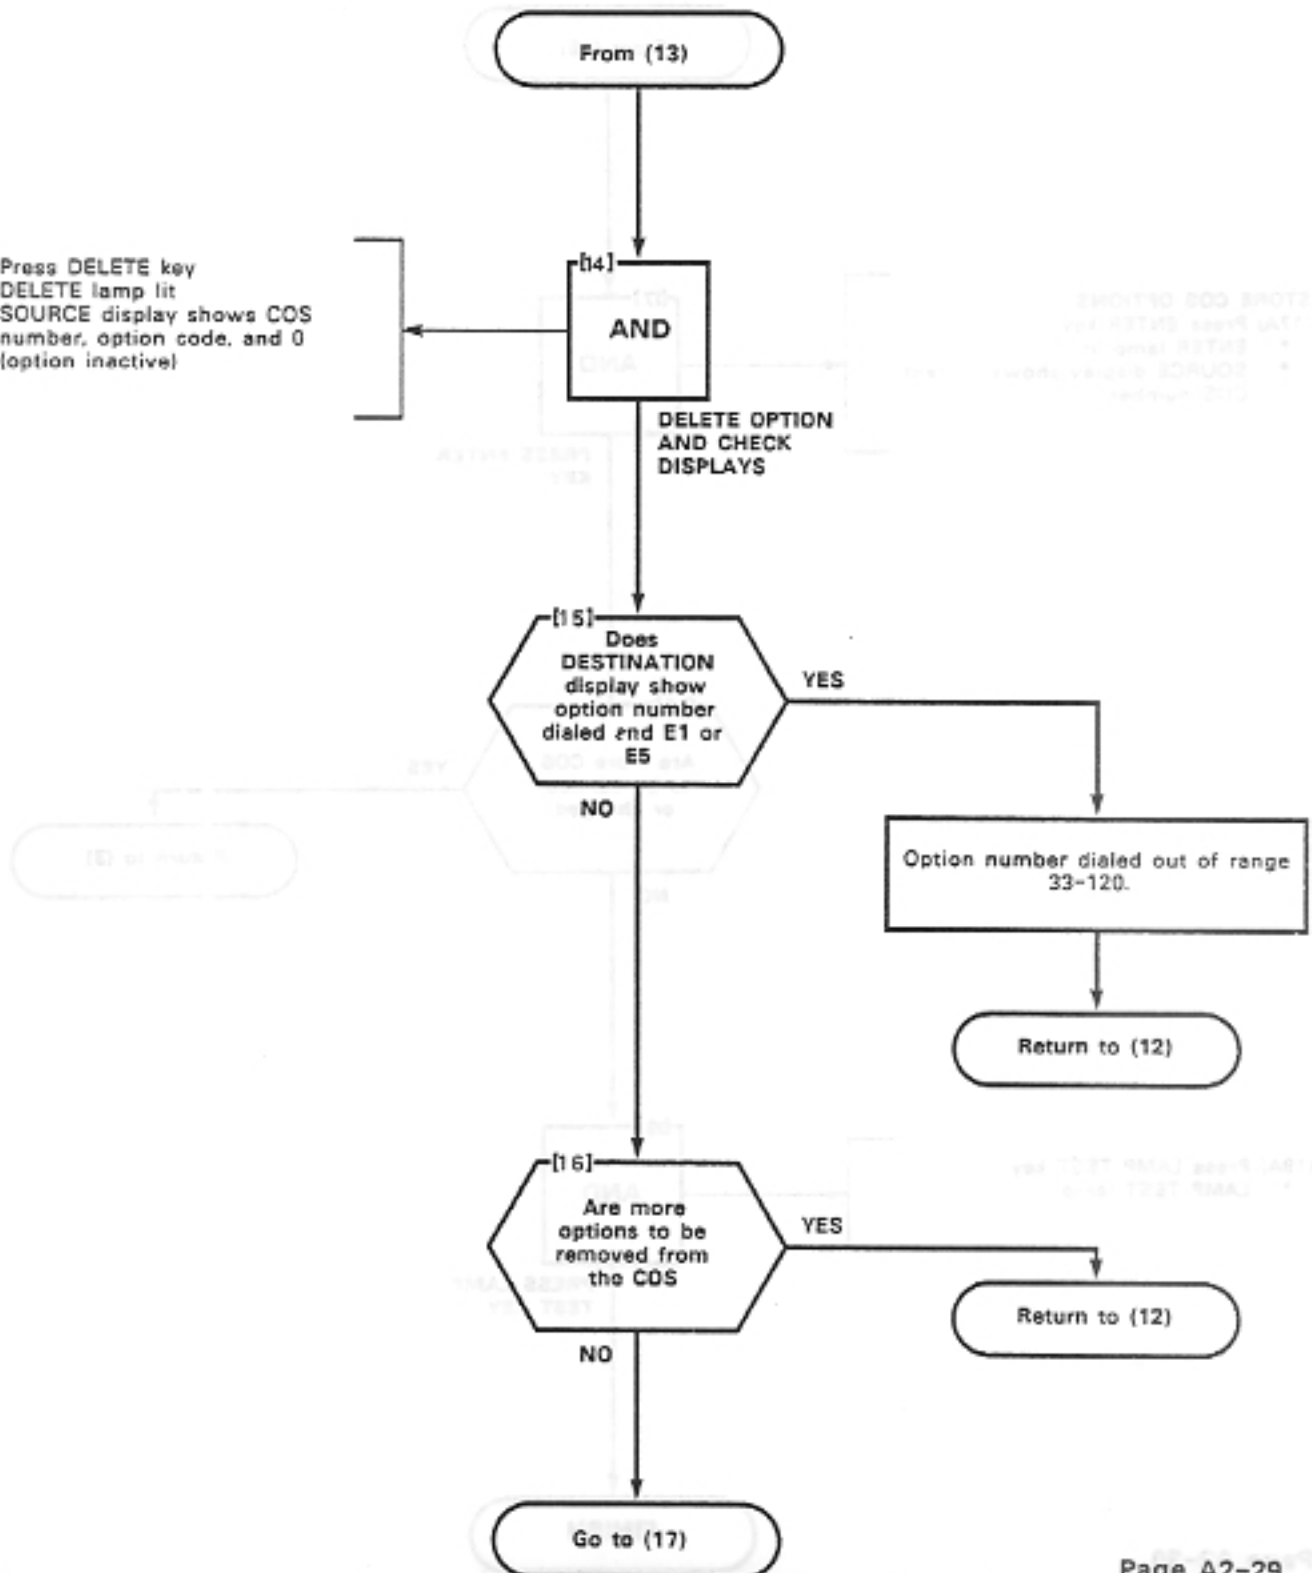 From (13)
[14]
AND
Press DELETE key
DELETE lamp lit
SOURCE display shows COS
number, option code, and 0
(option inactive)
DELETE OPTION
AND CHECK
DISPLAYS
[15]
Does
DESTINATION
display show
option number
dialed and E1 or
E5
YES
NO
Option number dialed out of range
33-120.
Return to (12)
[16]
Are more
options to be
removed from
the COS
YES
Return to (12)
NO
Go to (17)
Page A2-29